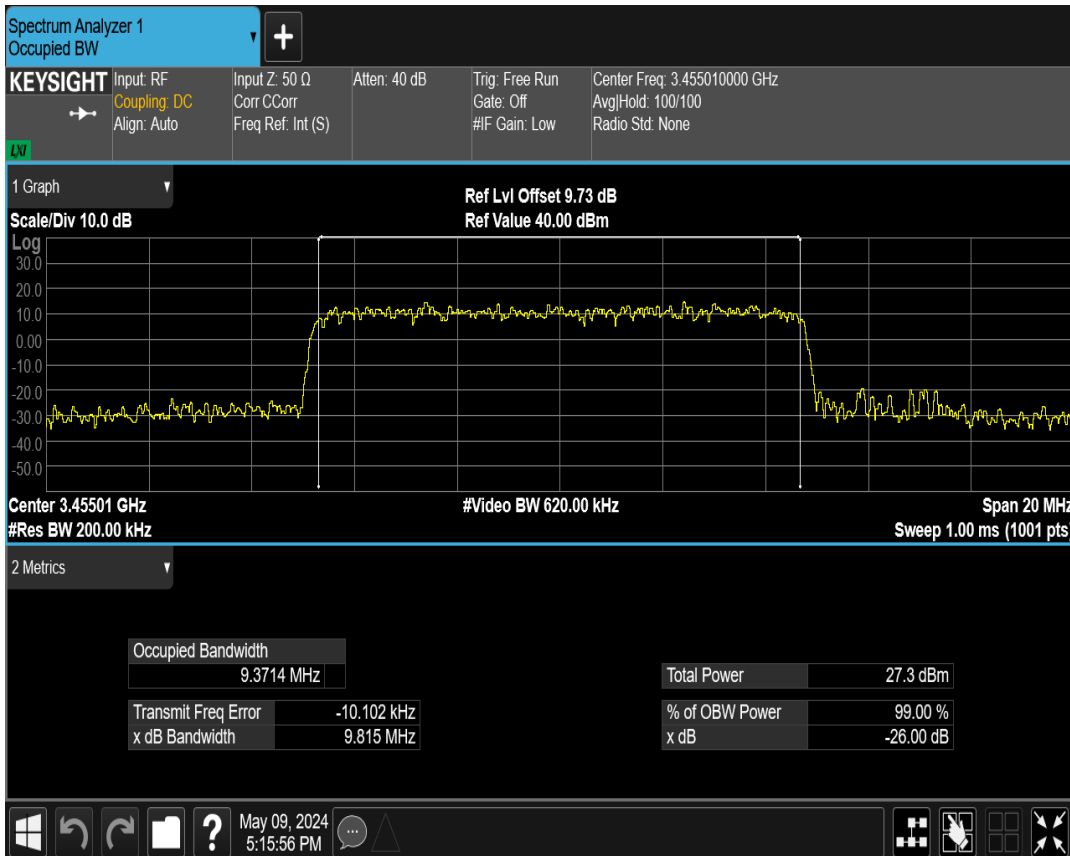 Spectrum Analyzer 1
Occupied BW
+
KEYSIGHT
LXI
Input: RF
Coupling: DC
Align: Auto
Input Z: 50 Ω
Corr CCorr
Freq Ref: Int (S)
Atten: 40 dB
Trig: Free Run
Gate: Off
#IF Gain: Low
Center Freq: 3.455010000 GHz
Avg|Hold: 100/100
Radio Std: None
1 Graph
Scale/Div 10.0 dB
Ref Lvl Offset 9.73 dB
Ref Value 40.00 dBm
Log
30.0
20.0
10.0
0.00
-10.0
-20.0
-30.0
-40.0
-50.0
Center 3.45501 GHz
#Video BW 620.00 kHz
Span 20 MHz
#Res BW 200.00 kHz
Sweep 1.00 ms (1001 pts)
2 Metrics
Occupied Bandwidth
9.3714 MHz
Total Power 27.3 dBm
Transmit Freq Error -10.102 kHz
% of OBW Power 99.00 %
x dB Bandwidth 9.815 MHz
x dB -26.00 dB
?
May 09, 2024
5:15:56 PM